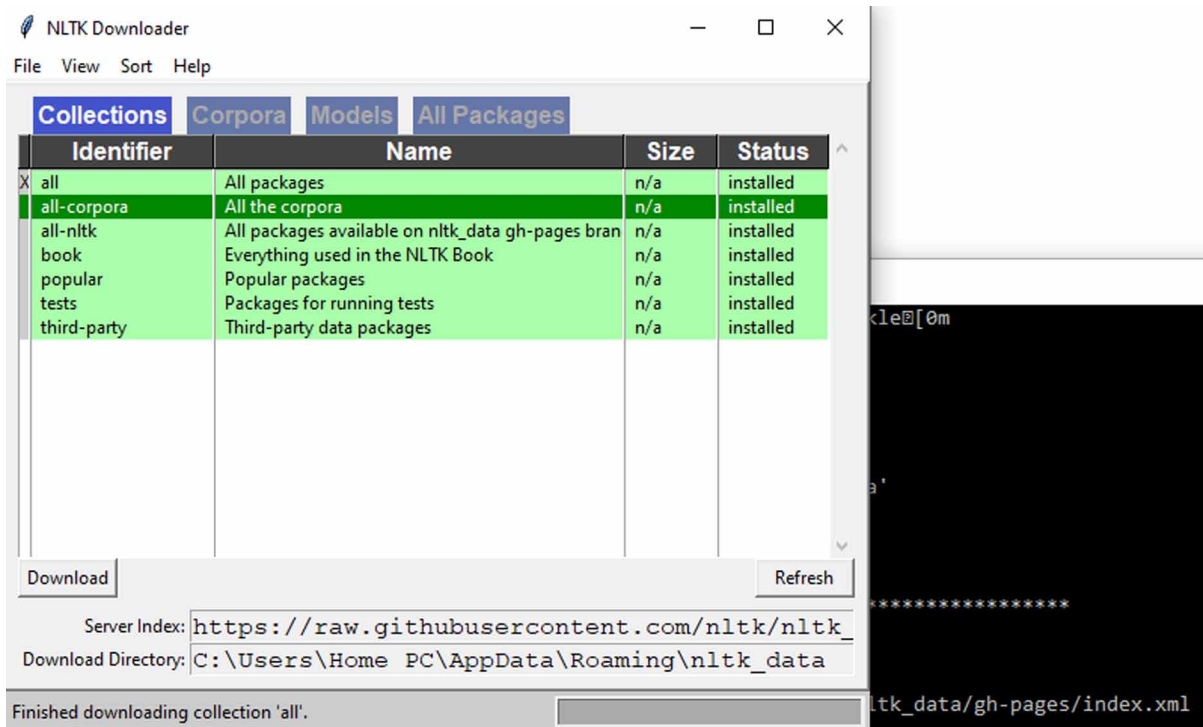 NLTK Downloader
File View Sort Help
Collections Corpora Models All Packages
Identifier Name Size Status
X all All packages n/a installed
all-corpora All the corpora n/a installed
all-nltk All packages available on nltk_data gh-pages bran n/a installed
book Everything used in the NLTK Book n/a installed
popular Popular packages n/a installed
tests Packages for running tests n/a installed
third-party Third-party data packages n/a installed
Download Refresh
Server Index: https://raw.githubusercontent.com/nltk/nltk_
Download Directory: C:\Users\Home PC\AppData\Roaming\nltk_data
Finished downloading collection 'all'.
kle[0m
a'
*****************
ltk_data/gh-pages/index.xml